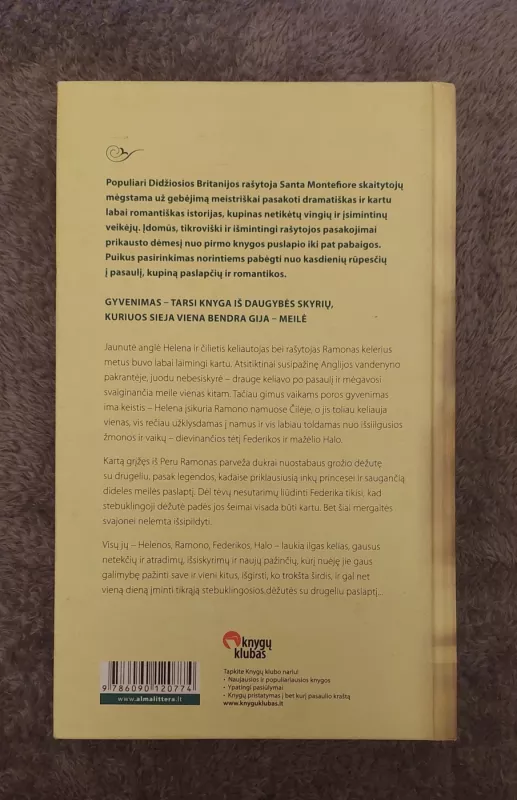 Populiari Didžiosios Britanijos rašytoja Santa Montefiore skaitytojų
mėgstama už gebėjimą meistriškai pasakoti dramatiškas ir kartu
labai romantiškas istorijas, kupinas netikėtų vingių ir įsimintinų
veikėjų. Įdomūs, tikroviški ir išmintingi rašytojos pasakojimai
prikausto dėmesį nuo pirmo knygos puslapio iki pat pabaigos.
Puikus pasirinkimas norintiems pabėgti nuo kasdienių rūpesčių
į pasaulį, kupiną paslapčių ir romantikos.
GYVENIMAS – TARSI KNYGA IŠ DAUGYBĖS SKYRIŲ,
KURIUOS SIEJA VIENA BENDRA GIJA – MEILĖ
Jaunutė anglė Helena ir čilietis keliautojas bei rašytojas Ramonas kelerius
metus buvo labai laimingi kartu. Atsitiktinai susipažinę Anglijos vandenyno
pakrantėje, juodu nebesiskyrė – drauge keliavo po pasaulį ir mėgavosi
svaiginančia meile vienas kitam. Tačiau gimus vaikams poros gyvenimas
ima keistis – Helena įsikuria Ramono namuose Čilėje, o jis toliau keliauja
vienas, vis rečiau užklysdamas į namus ir vis labiau toldamas nuo išsiilgusios
žmonos ir vaikų – dievinančios tėtį Federikos ir mažėlio Halo.
Kartą grįžęs iš Peru Ramonas parveža dukrai nuostabaus grožio dėžutę
su drugeliu, pasak legendos, kadaise priklausiusią inkų princesei ir saugančią
didelės meilės paslaptį. Dėl tėvų nesutarimų liūdinti Federika tikisi, kad
stebuklingoji dėžutė padės jos šeimai visada būti kartu. Bet šiai mergaitės
svajonei nelemta išsipildyti.
Visų jų – Helenos, Ramono, Federikos, Halo – laukia ilgas kelias, gausus
netekčių ir atradimų, išsiskyrimų ir naujų pažinčių, kurį nuėję jie gaus
galimybę pažinti save ir vieni kitus, išgirsti, ko trokšta širdis, ir gal net
vieną dieną įminti tikrąją stebuklingosios dėžutės su drugeliu paslaptį...
knygų
klubas
Tapkite Knygų klubo nariu!
• Naujausios ir populiariausios knygos
• Ypatingi pasiūlymai
• Knygų pristatymas į bet kurį pasaulio kraštą
www.knyguklubas.lt
9 786090 120774
www.almalittera.lt